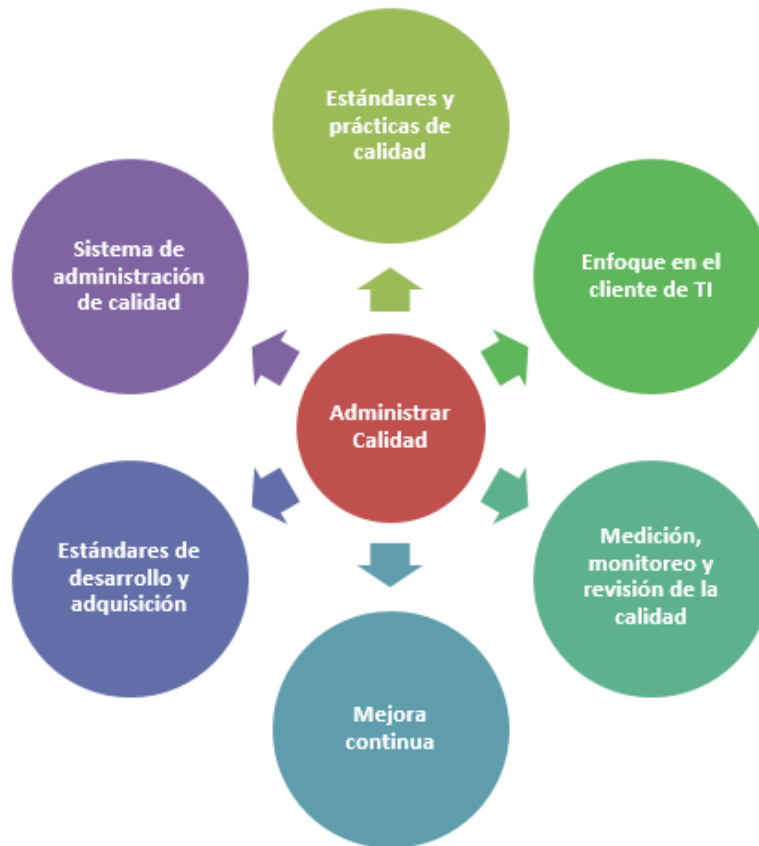 Estándares y
prácticas de
calidad
Sistema de
administración
de calidad
Enfoque en el
cliente de TI
Administrar
Calidad
Estándares de
desarrollo y
adquisición
Medición,
monitoreo y
revisión de la
calidad
Mejora
continua